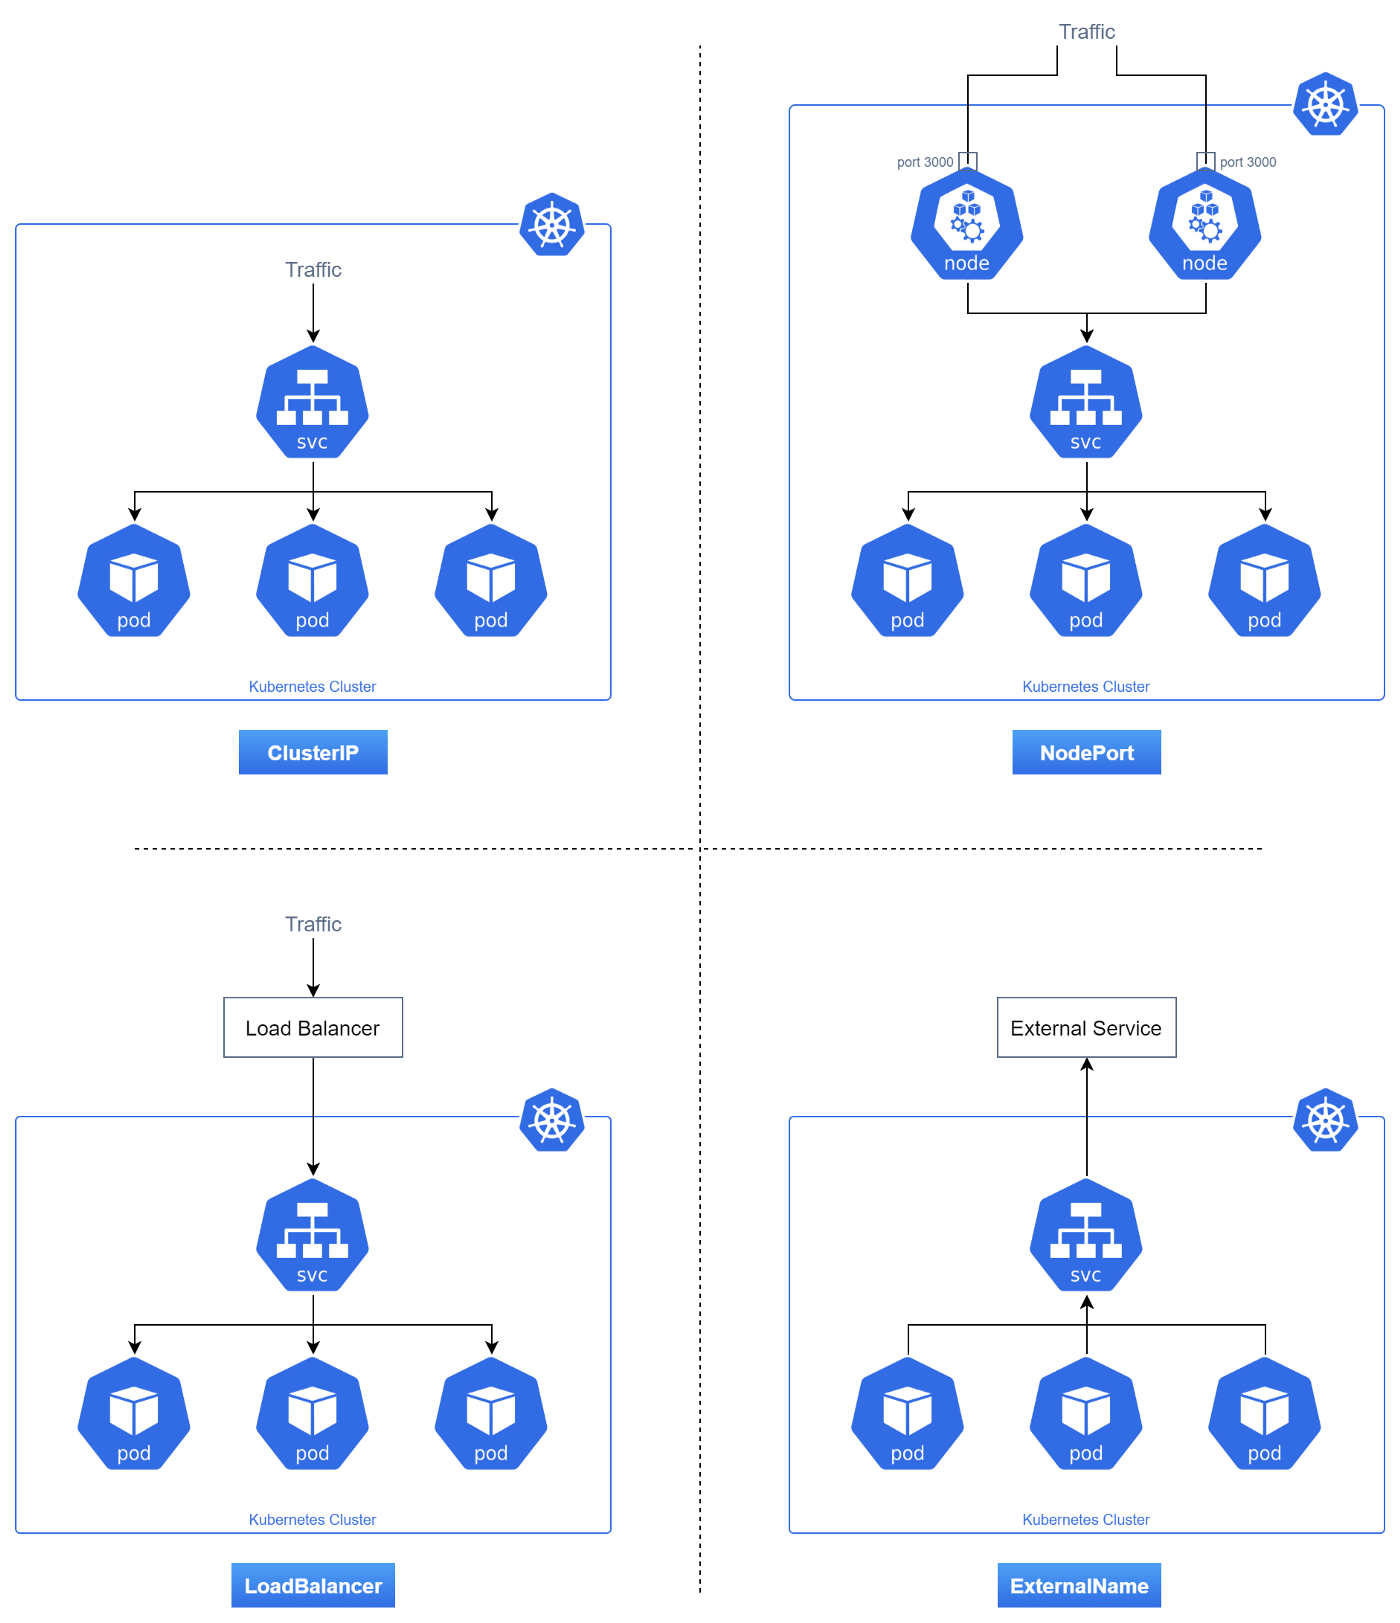 Traffic
svc
pod
pod
pod
Kubernetes Cluster
ClusterIP
Traffic
port 3000
port 3000
node
node
svc
pod
pod
pod
Kubernetes Cluster
NodePort
Traffic
Load Balancer
svc
pod
pod
pod
Kubernetes Cluster
LoadBalancer
External Service
svc
pod
pod
pod
Kubernetes Cluster
ExternalName